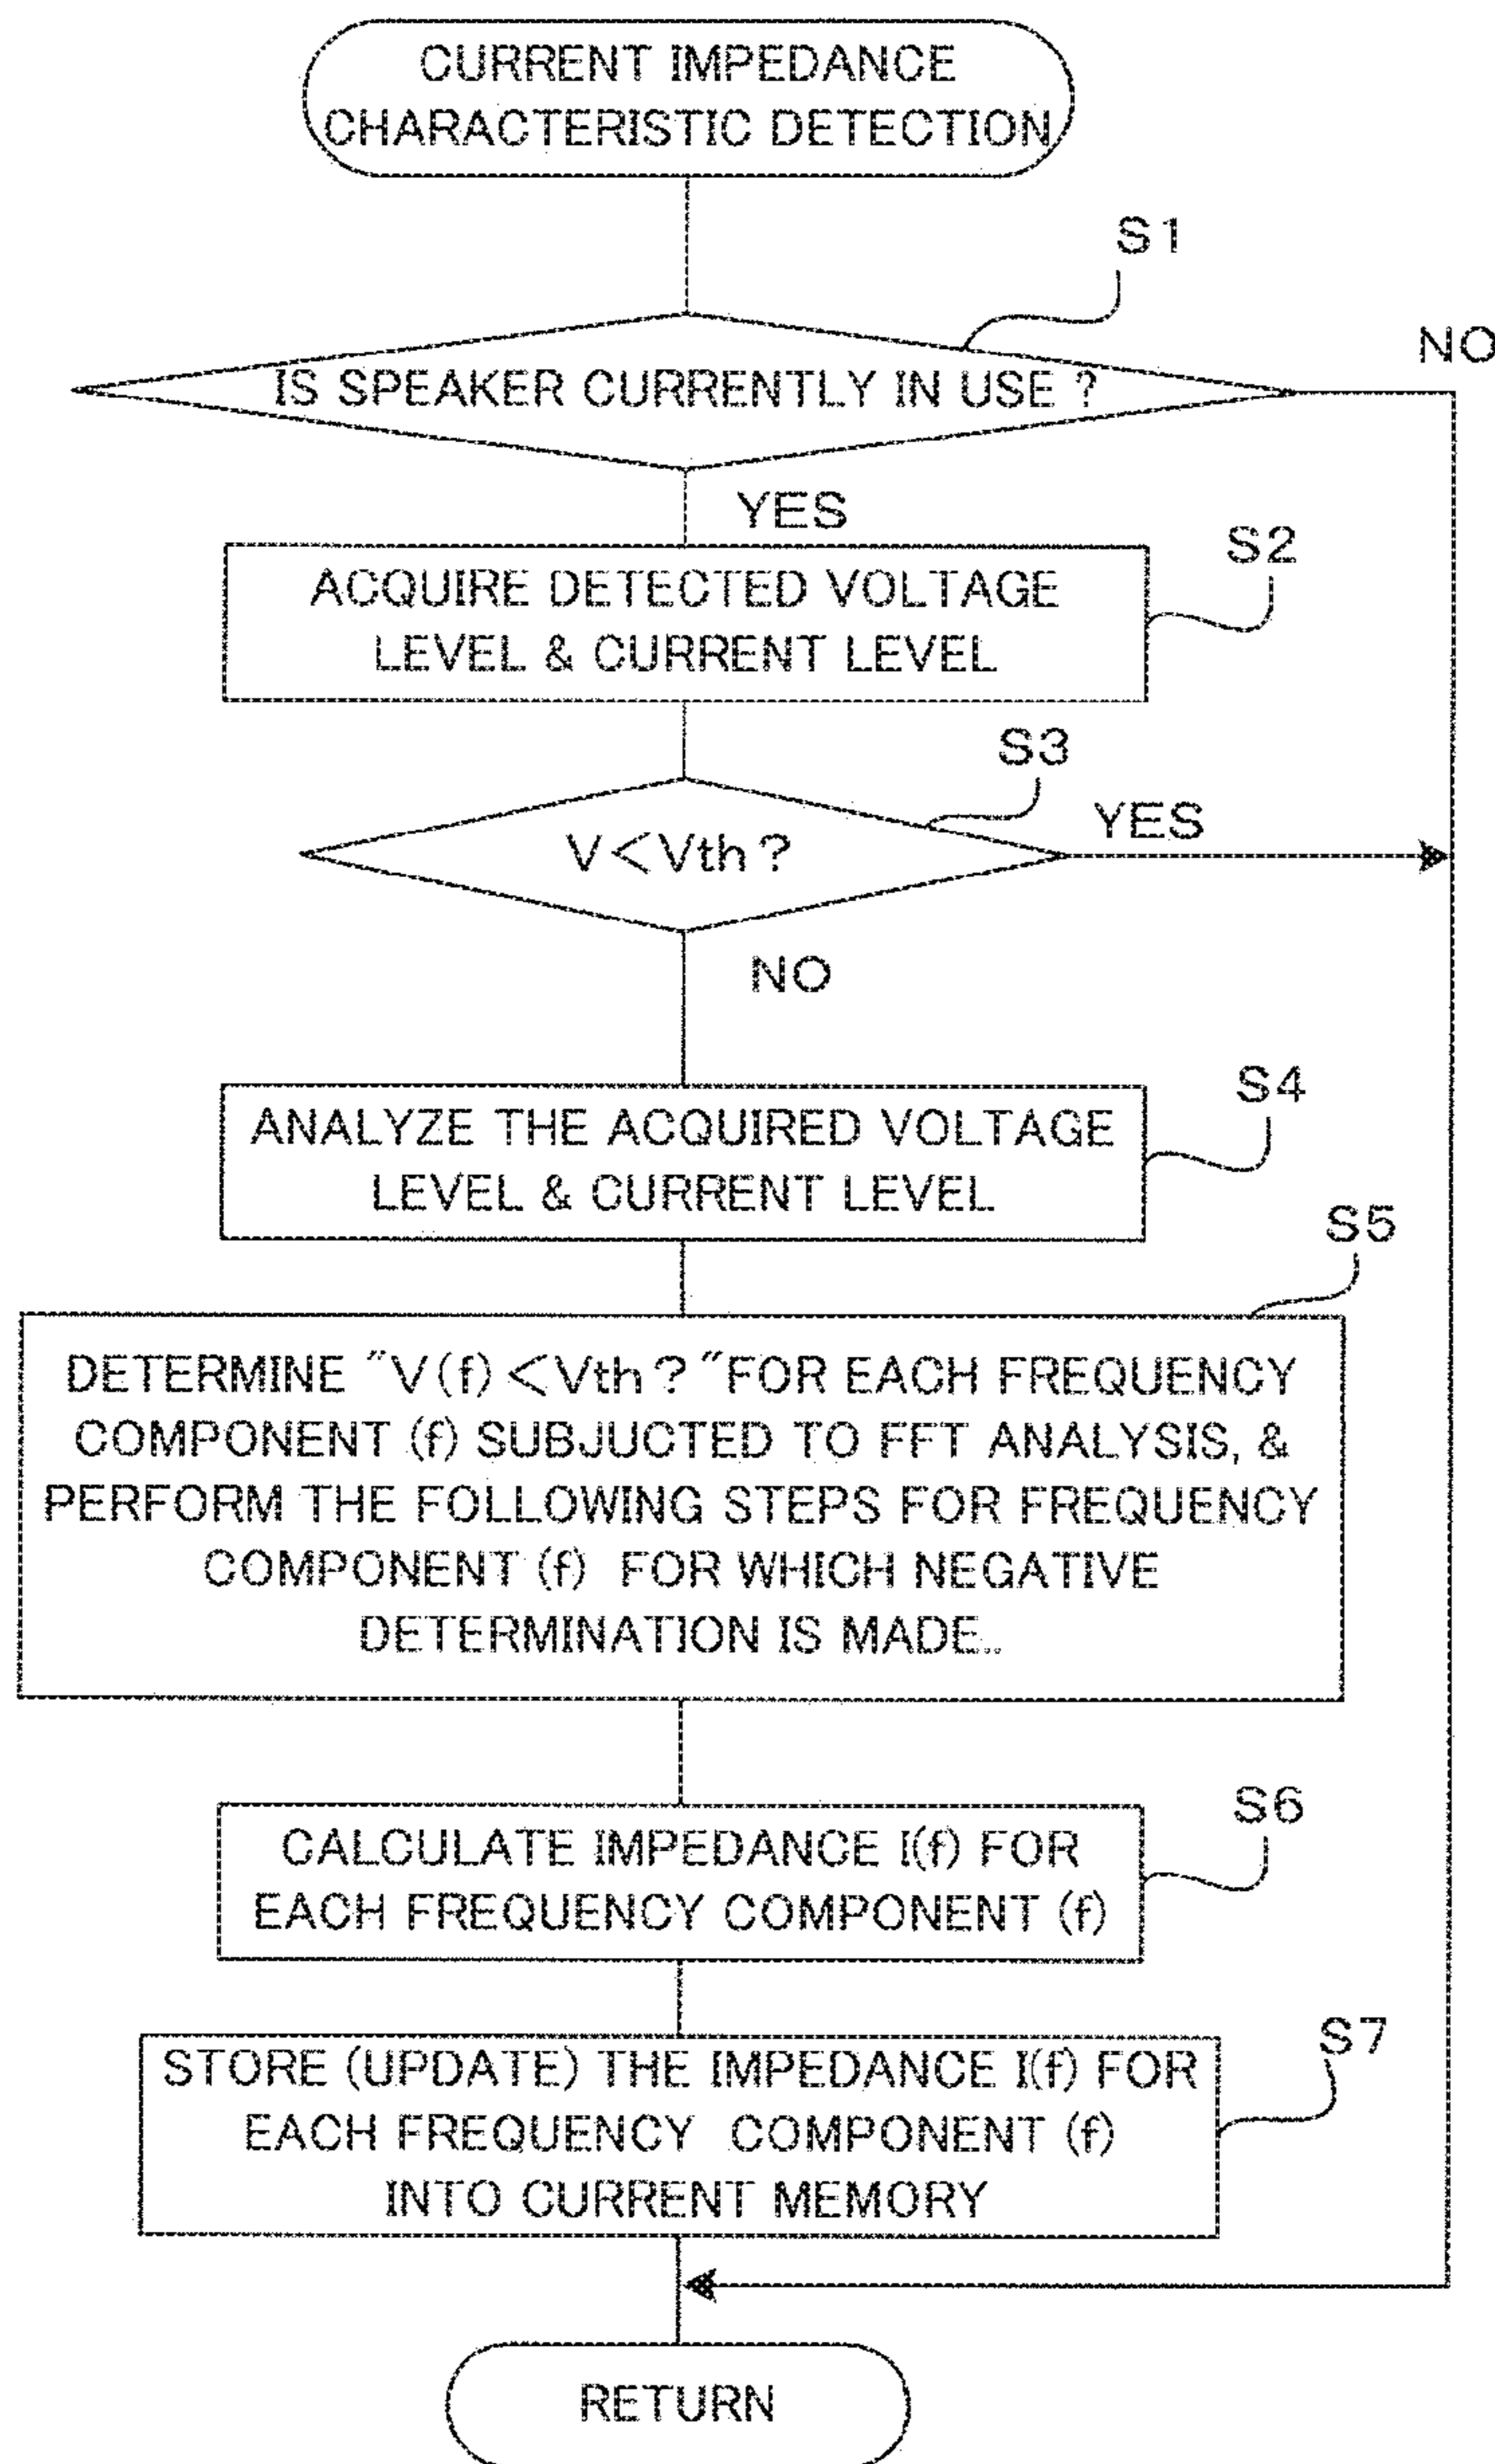 CURRENT IMPEDANCE
CHARACTERISTIC DETECTION
S1
NO
IS SPEAKER CURRENTLY IN USE ?
YES
S2
ACQUIRE DETECTED VOLTAGE
LEVEL & CURRENT LEVEL
S3
YES
V<Vth ?
NO
S4
ANALYZE THE ACQUIRED VOLTAGE
LEVEL & CURRENT LEVEL
S5
DETERMINE "V(f) <Vth ? "FOR EACH FREQUENCY
COMPONENT (f) SUBJUCTED TO FFT ANALYSIS, &
PERFORM THE FOLLOWING STEPS FOR FREQUENCY
COMPONENT (f) FOR WHICH NEGATIVE
DETERMINATION IS MADE..
S6
CALCULATE IMPEDANCE I(f) FOR
EACH FREQUENCY COMPONENT (f)
S7
STORE (UPDATE) THE IMPEDANCE I(f) FOR
EACH FREQUENCY COMPONENT (f)
INTO CURRENT MEMORY
RETURN